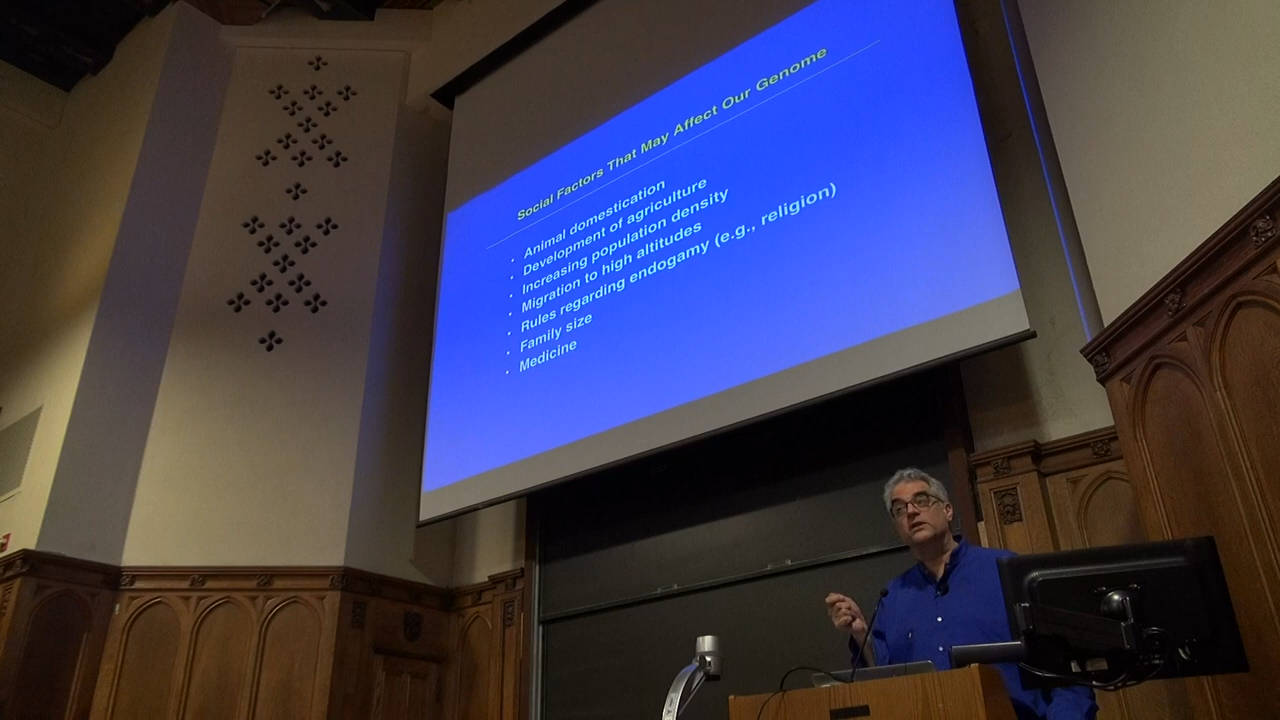 Social Factors That May Affect Our Genome
• Animal domestication
• Development of agriculture
• Increasing population density
• Migration to high altitudes
• Rules regarding endogamy (e.g., religion)
• Family size
• Medicine